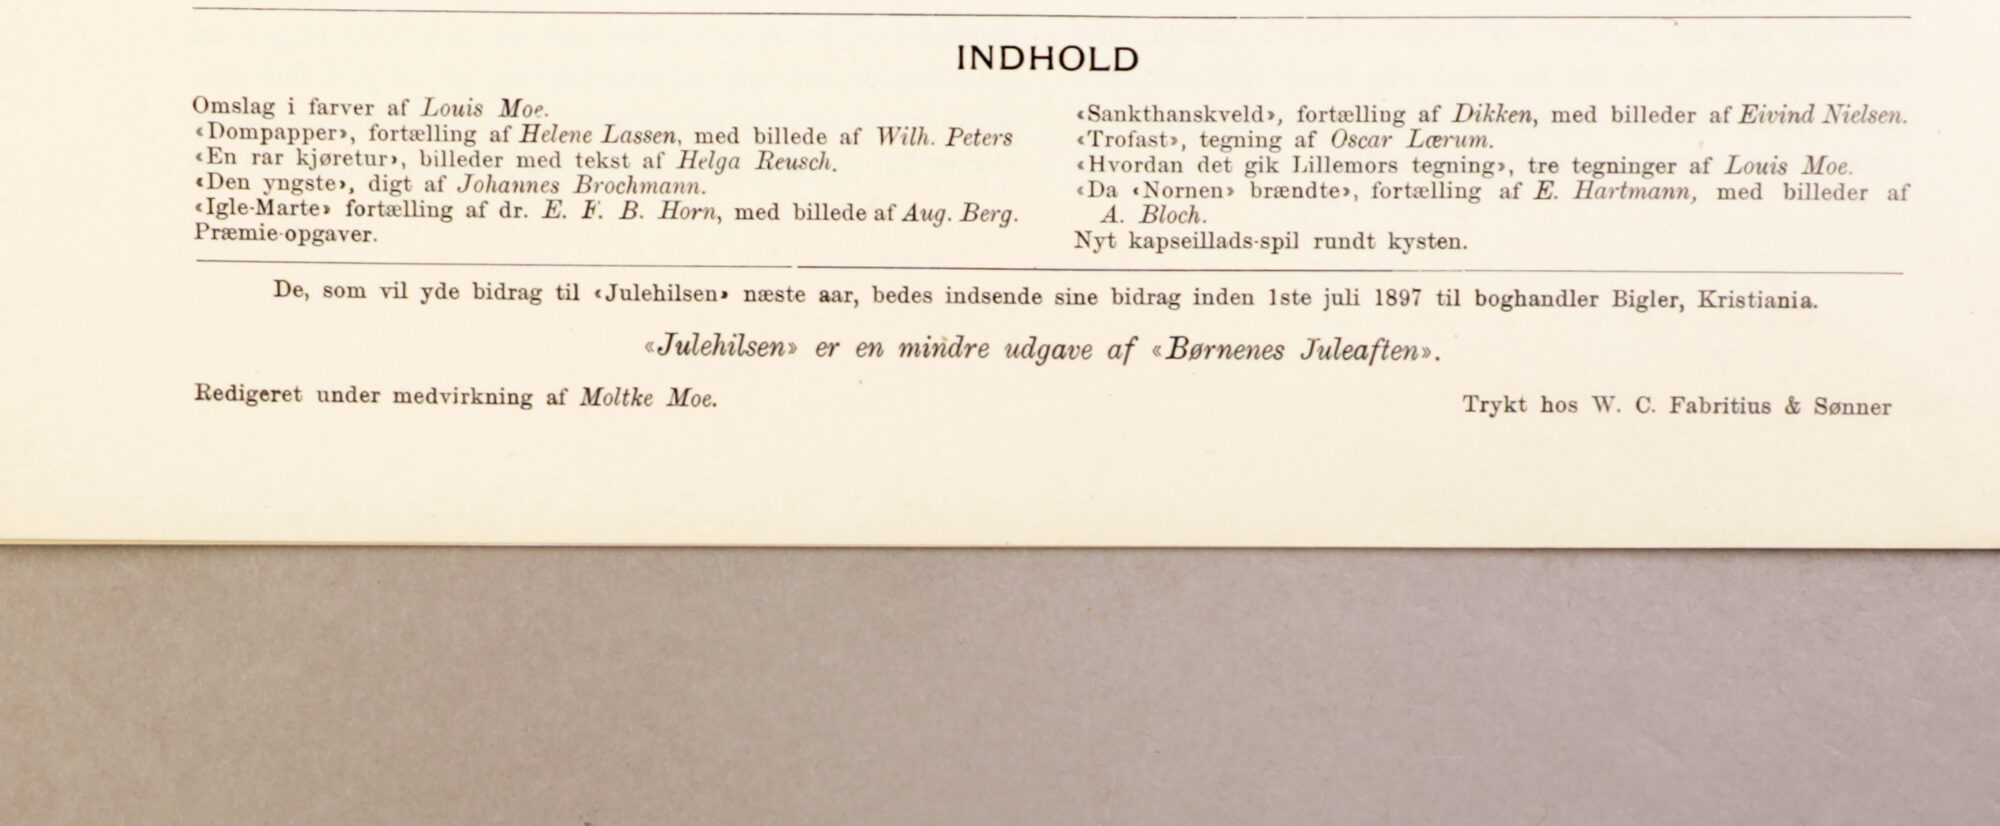 INDHOLD
Omslag i farver af Louis Moe.
«Dompapper», fortælling af Helene Lassen, med billede af Wilh. Peters
«En rar kjøretur», billeder med tekst af Helga Reusch.
«Den yngste», digt af Johannes Brochmann.
«Igle-Marte» fortælling af dr. E. F. B. Horn, med billede af Aug. Berg.
Præmie-opgaver.
«Sankthanskveld», fortælling af Dikken, med billeder af Eivind Nielsen.
«Trofast», tegning af Oscar Lærum.
«Hvordan det gik Lillemors tegning», tre tegninger af Louis Moe.
«Da «Nornen» brændte», fortælling af E. Hartmann, med billeder af
A. Bloch.
Nyt kapseillads-spil rundt kysten.
De, som vil yde bidrag til «Julehilsen» næste aar, bedes indsende sine bidrag inden 1ste juli 1897 til boghandler Bigler, Kristiania.
«Julehilsen» er en mindre udgave af «Børnenes Juleaften».
Redigeret under medvirkning af Moltke Moe.
Trykt hos W. C. Fabritius & Sønner